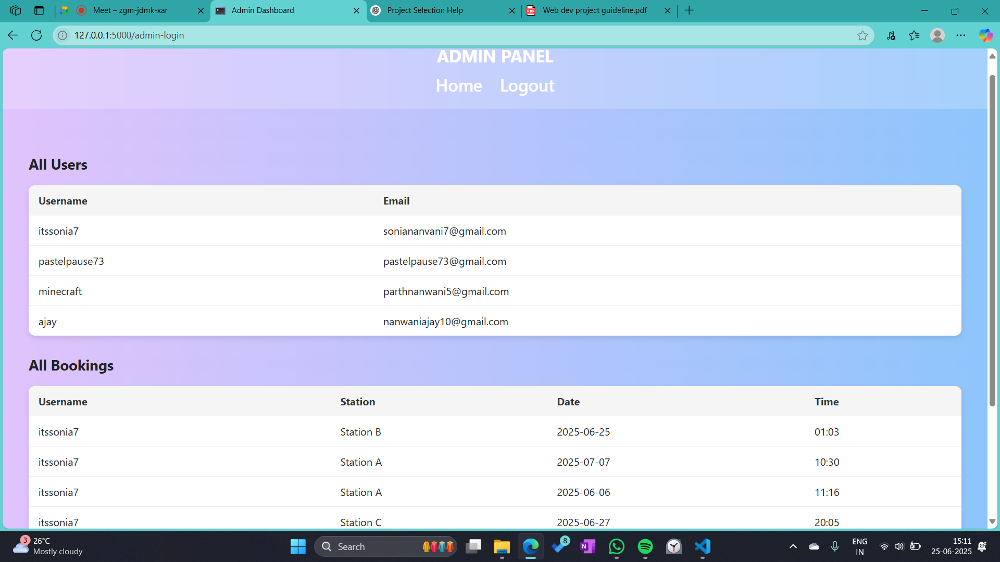 Meet – zgm-jdmk-xar
Admin Dashboard
Project Selection Help
PDF
Web dev project guideline.pdf
127.0.0.1:5000/admin-login
ADMIN PANEL
Home Logout
All Users
Username Email
itssonia7 soniananvani7@gmail.com
pastelpause73 pastelpause73@gmail.com
minecraft parthnanwani5@gmail.com
ajay nanwaniajay10@gmail.com
All Bookings
Username Station Date Time
itssonia7 Station B 2025-06-25 01:03
itssonia7 Station A 2025-07-07 10:30
itssonia7 Station A 2025-06-06 11:16
itssonia7 Station C 2025-06-27 20:05
3
26°C
Mostly cloudy
Search
8
N
ENG
IN
15:11
25-06-2025